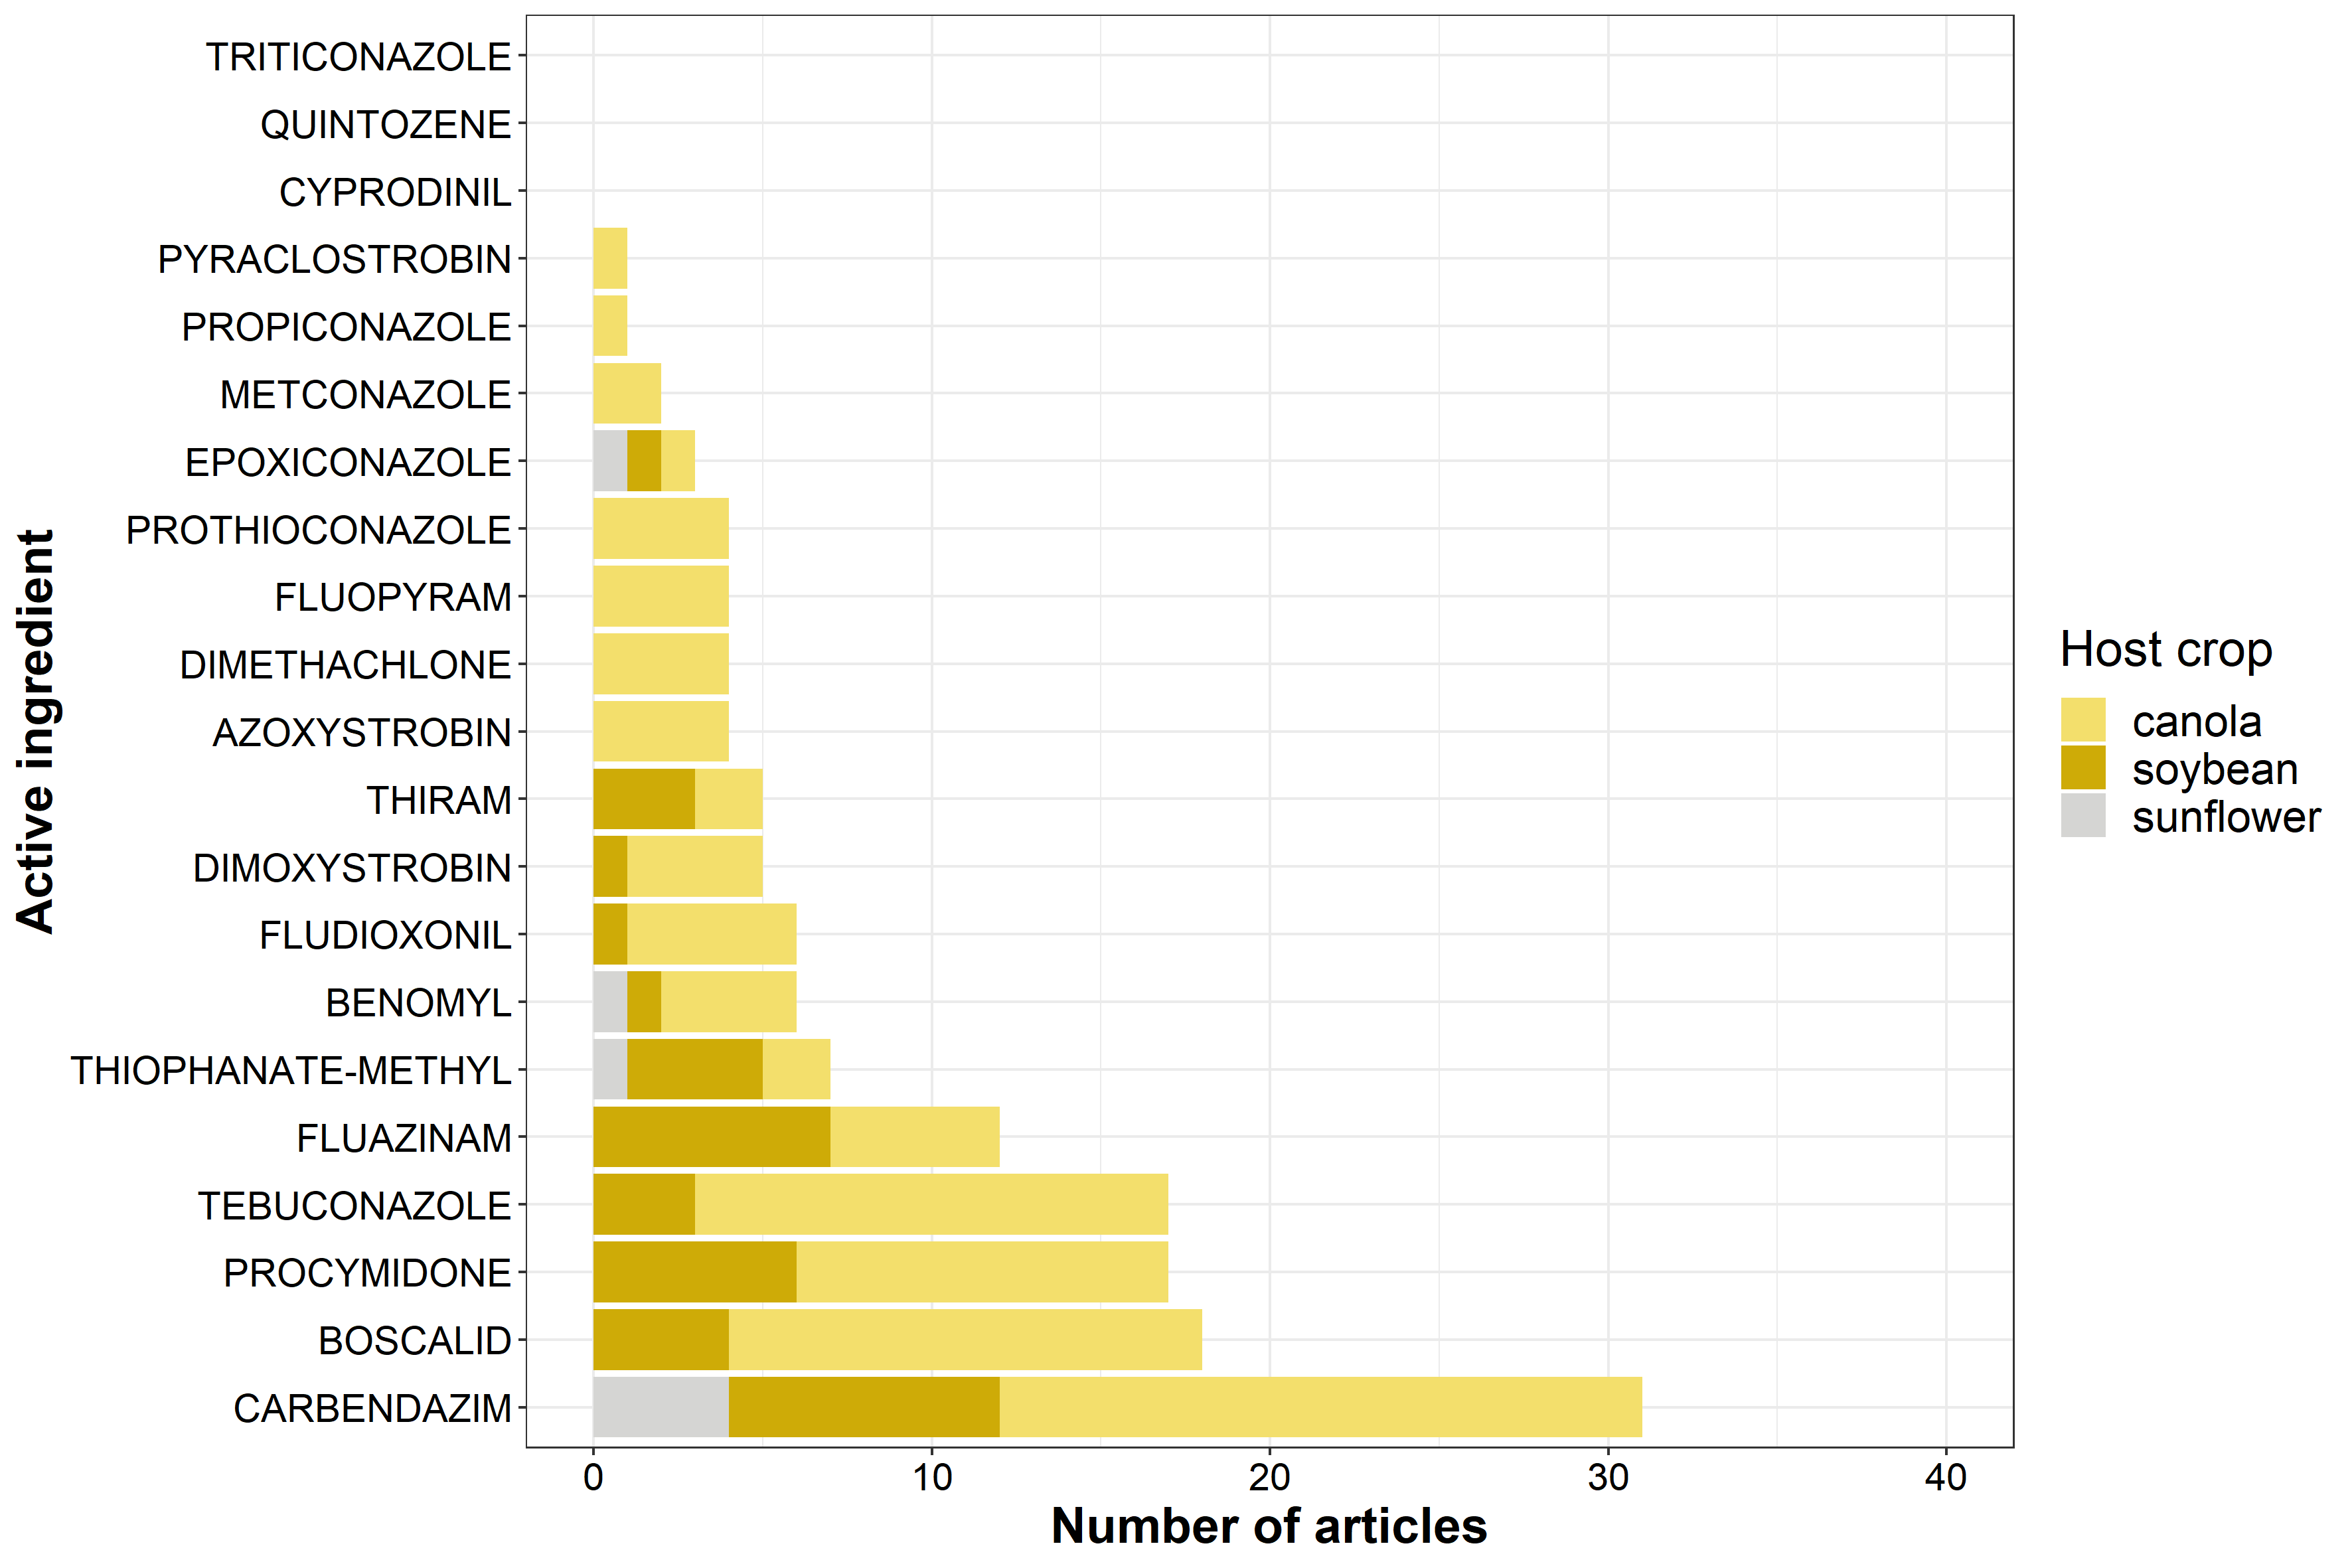 TRITICONAZOLE
QUINTOZENE
CYPRODINIL
PYRACLOSTROBIN
PROPICONAZOLE
METCONAZOLE
EPOXICONAZOLE
PROTHIOCONAZOLE
FLUOPYRAM
DIMETHACHLONE
AZOXYSTROBIN
THIRAM
DIMOXYSTROBIN
FLUDIOXONIL
BENOMYL
THIOPHANATE-METHYL
FLUAZINAM
TEBUCONAZOLE
PROCYMIDONE
BOSCALID
CARBENDAZIM
Active ingredient
0 10 20 30 40
Number of articles
Host crop
canola
soybean
sunflower